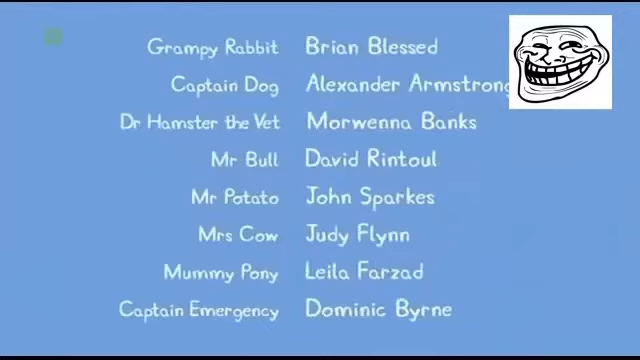 Grampy Rabbit Brian Blessed
Captain Dog Alexander Armstrong
Dr Hamster the Vet Morwenna Banks
Mr Bull David Rintoul
Mr Potato John Sparkes
Mrs Cow Judy Flynn
Mummy Pony Leila Farzad
Captain Emergency Dominic Byrne